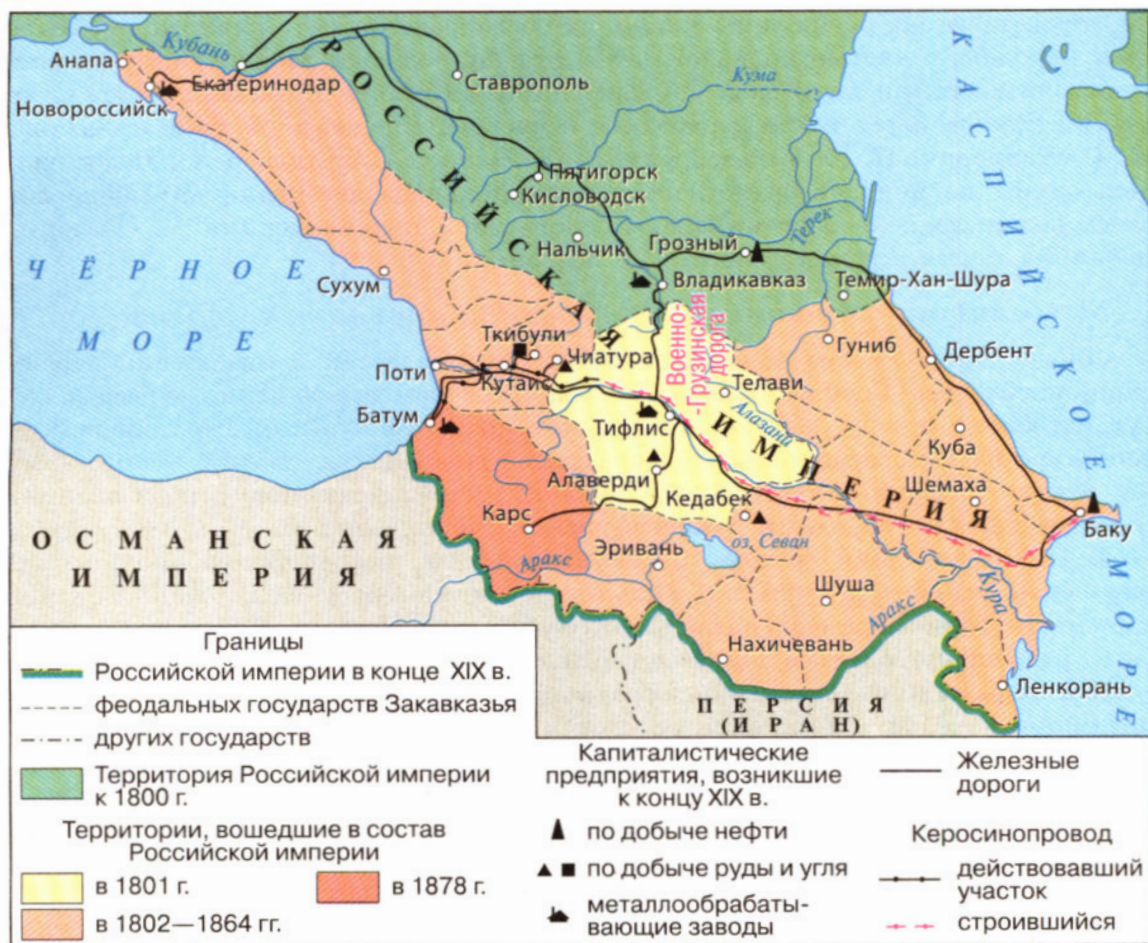 Анапа
Кубань
Екатеринодар
Новороссийск
Ставрополь
Кума
РОССИЙСКАЯ
ИМПЕРИЯ
КАСПИЙСКОЕ
МОРЕ
Пятигорск
Кисловодск
Нальчик
Грозный
Терек
Владикавказ
Темир-Хан-Шура
ЧЁРНОЕ
МОРЕ
Сухум
Ткибули
Чиатура
Военно-
-Грузинская
дорога
Гуниб
Дербент
Поти
Кутаис
Телави
Батум
Тифлис
Алазани
Куба
Алаверди
Кедабек
Шемаха
Карс
оз. Севан
Баку
ОСМАНСКАЯ
ИМПЕРИЯ
Аракс
Эривань
Шуша
Кура
Аракс
Нахичевань
Ленкорань
ПЕРСИЯ
(ИРАН)
Границы
Российской империи в конце XIX в.
феодальных государств Закавказья
других государств
Территория Российской империи
к 1800 г.
Территории, вошедшие в состав
Российской империи
в 1801 г.
в 1878 г.
в 1802—1864 гг.
Капиталистические
предприятия, возникшие
к концу XIX в.
по добыче нефти
по добыче руды и угля
металлообрабаты-
вающие заводы
Железные
дороги
Керосинопровод
действовавший
участок
строившийся